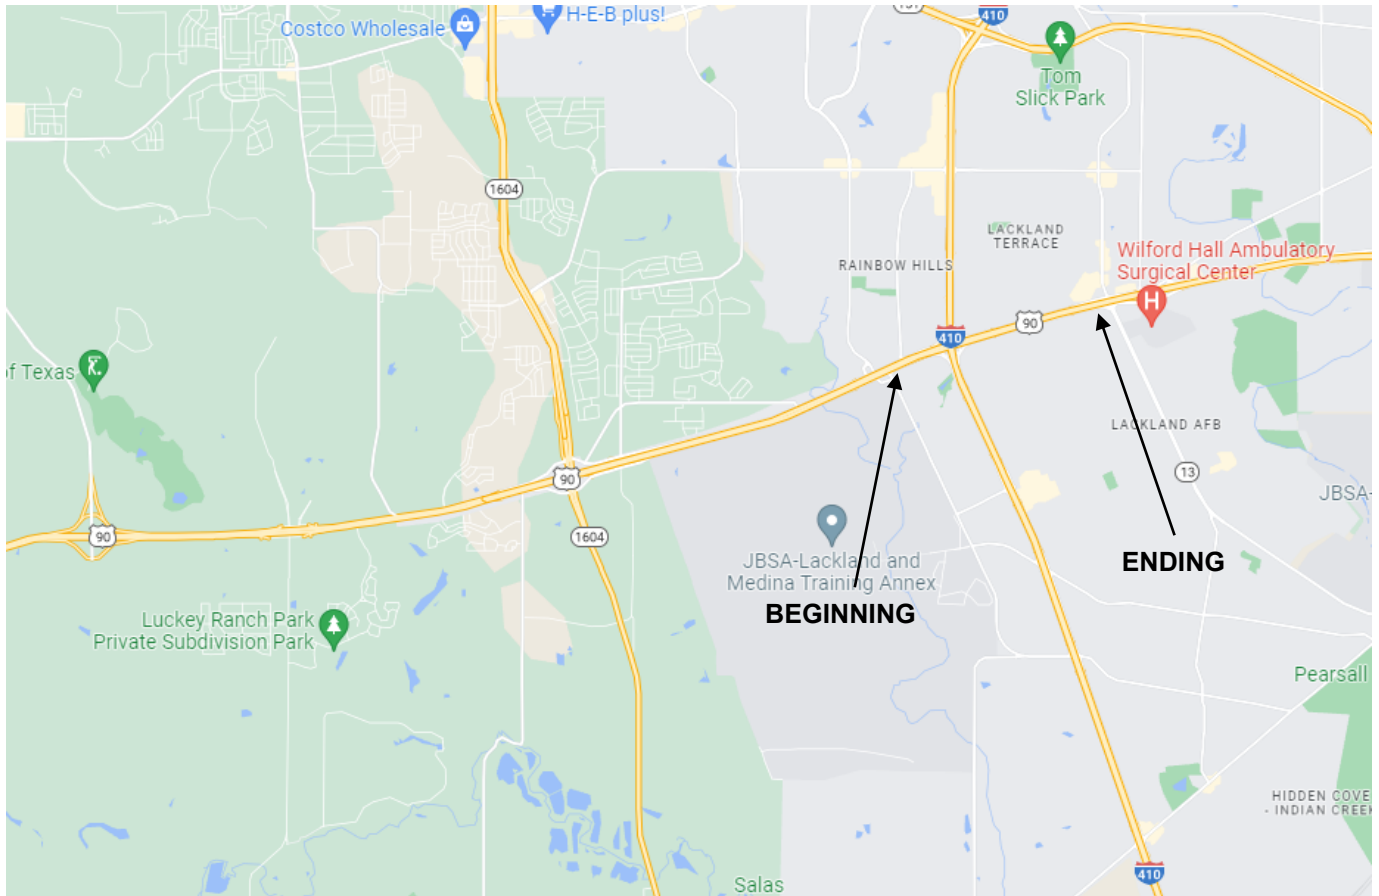 Costco Wholesale
H-E-B plus!
410
Tom
Slick Park
1604
LACKLAND
TERRACE
Wilford Hall Ambulatory
Surgical Center
H
RAINBOW HILLS
90
410
of Texas
LACKLAND AFB
13
90
JBSA-
90
1604
JBSA-Lackland and
Medina Training Annex
ENDING
BEGINNING
Luckey Ranch Park
Private Subdivision Park
Pearsall
HIDDEN COVE
- INDIAN CREEK
410
Salas